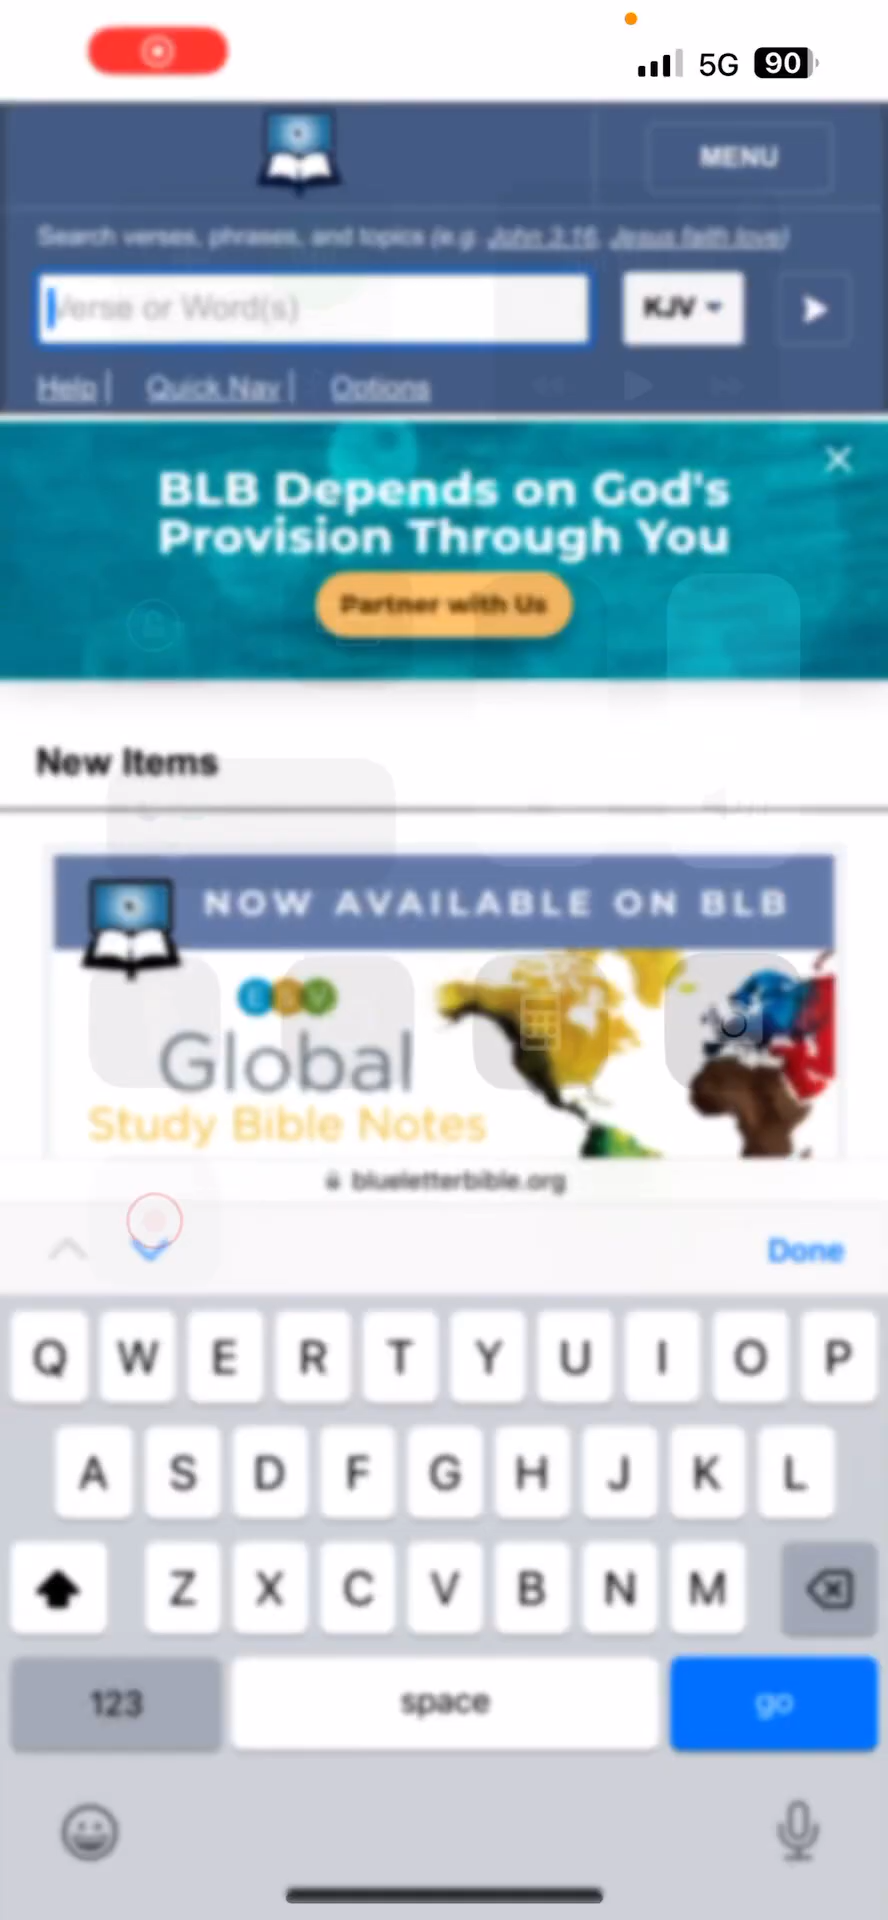 5G 90
MENU
Search verses, phrases, and topics (e.g. John 3:16, Jesus faith love)
Verse or Word(s) KJV
Help | Quick Nav | Options
BLB Depends on God's
Provision Through You
Partner with Us
New Items
NOW AVAILABLE ON BLB
ESV
Global
Study Bible Notes
blueletterbible.org
Done
Q W E R T Y U I O P
A S D F G H J K L
Z X C V B N M
123 space go